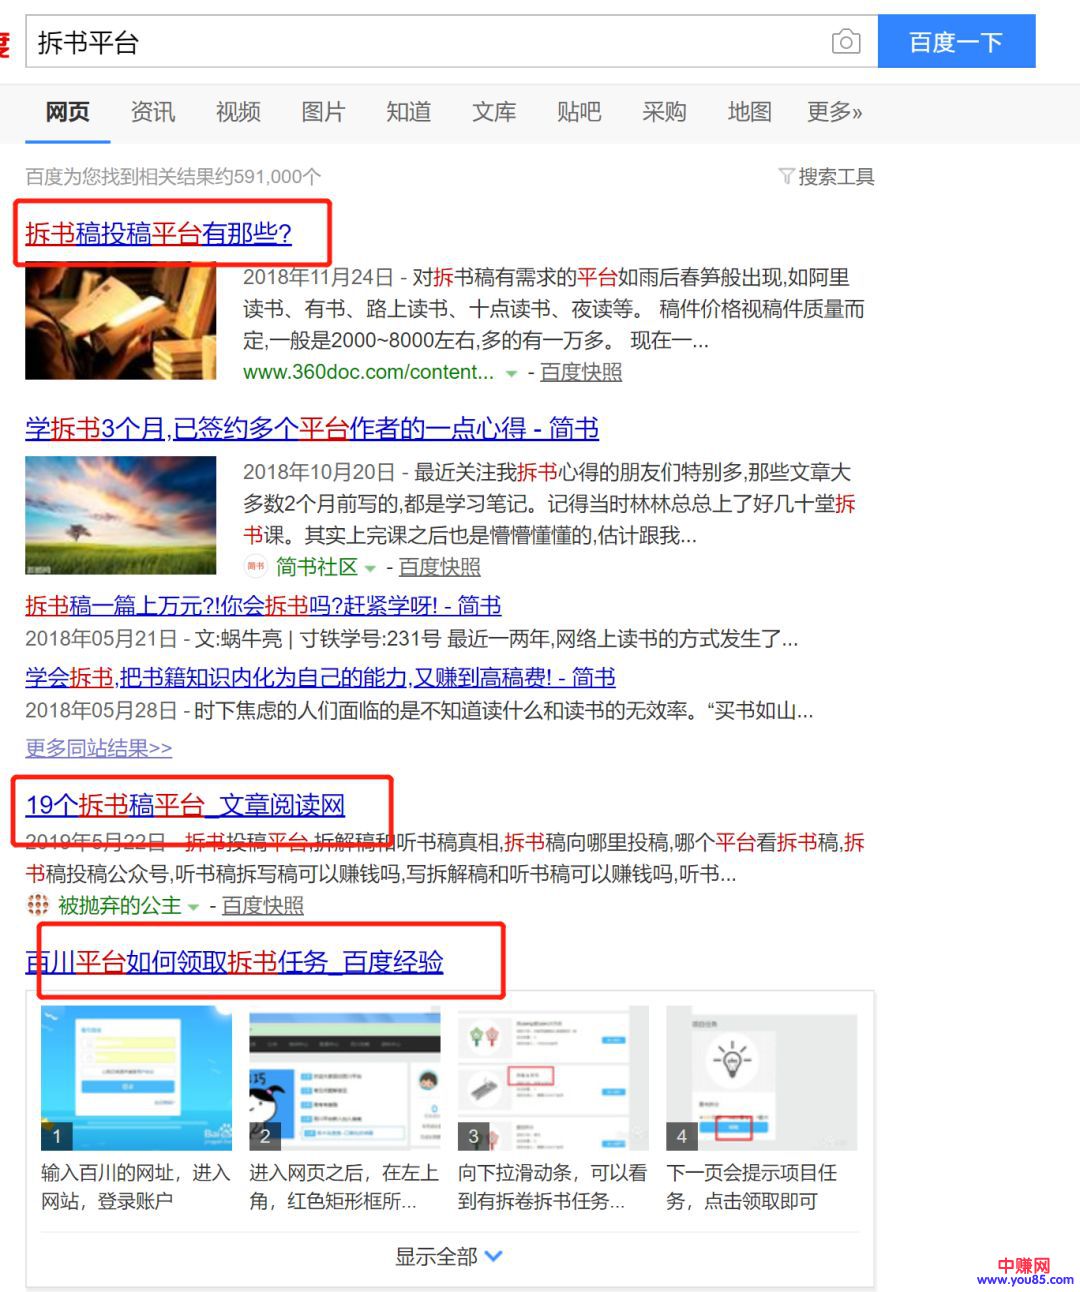 度
拆书平台
百度一下
网页 资讯 视频 图片 知道 文库 贴吧 采购 地图 更多»
百度为您找到相关结果约591,000个
搜索工具
拆书稿投稿平台有那些?
2018年11月24日 - 对拆书稿有需求的平台如雨后春笋般出现,如阿里
读书、有书、路上读书、十点读书、夜读等。 稿件价格视稿件质量而
定,一般是2000~8000左右,多的有一万多。 现在一...
www.360doc.com/content... - 百度快照
学拆书3个月,已签约多个平台作者的一点心得 - 简书
2018年10月20日 - 最近关注我拆书心得的朋友们特别多,那些文章大
多数2个月前写的,都是学习笔记。记得当时林林总总上了好几十堂拆
书课。其实上完课之后也是懵懵懂懂的,估计跟我...
简书 简书社区 - 百度快照
拆书稿一篇上万元?!你会拆书吗?赶紧学呀! - 简书
2018年05月21日 - 文:蜗牛亮 | 寸铁学号:231号 最近一两年,网络上读书的方式发生了...
学会拆书,把书籍知识内化为自己的能力,又赚到高稿费! - 简书
2018年05月28日 - 时下焦虑的人们面临的是不知道读什么和读书的无效率。“买书如山...
更多同站结果>>
19个拆书稿平台_文章阅读网
2019年5月22日 - 拆书投稿平台,拆解稿和听书稿真相,拆书稿向哪里投稿,哪个平台看拆书稿,拆
书稿投稿公众号,听书稿拆写稿可以赚钱吗,写拆解稿和听书稿可以赚钱吗,听书...
被抛弃的公主 - 百度快照
百川平台如何领取拆书任务_百度经验
1
2
3
4
输入百川的网址，进入
网站，登录账户
进入网页之后，在左上
角，红色矩形框所...
向下拉滑动条，可以看
到有拆卷拆书任务...
下一页会提示项目任
务，点击领取即可
显示全部
中赚网
www.you85.com